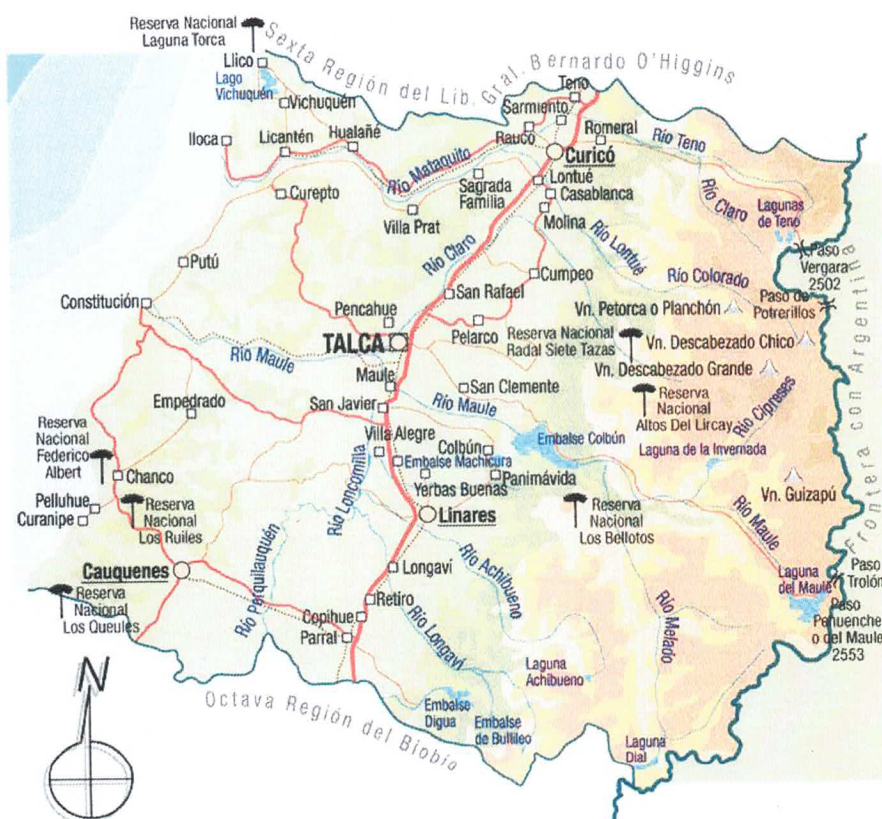 Reserva Nacional
Laguna Torca
Sexta Región del Lib. Gral. Bernardo O'Higgins
Llico
Lago
Vichuquén
Vichuquén
Teno
Sarmiento
Rauco
Romeral
Río Teno
Iloca
Licantén
Hualañé
Río Mataquito
Curicó
Lontué
Casablanca
Sagrada
Familia
Molina
Río Claro
Lagunas
de Teno
Curepto
Villa Prat
Paso
Vergara
2502
Putú
Río Claro
Río Lontué
Río Colorado
Cumpeo
Constitución
San Rafael
Paso de
Potrerillos
Vn. Petorca o Planchón
Pencahue
TALCA
Pelarco
Reserva Nacional
Radal Siete Tazas
Vn. Descabezado Chico
Río Maule
Vn. Descabezado Grande
Maule
San Clemente
Reserva
Nacional
Altos Del Lircay
Río Cipreses
Empedrado
San Javier
Río Maule
Frontera con Argentina
Reserva
Nacional
Federico
Albert
Villa Alegre
Colbún
Embalse Colbún
Laguna de la Invernada
Embalse Machicura
Chanco
Yerbas Buenas
Panimávida
Vn. Guizapú
Pelluhue
Curanipe
Reserva
Nacional
Los Ruiles
Río Loncomilla
Linares
Reserva
Nacional
Los Bellotos
Río Maule
Cauquenes
Río Perquilauquén
Longaví
Río Achibueno
Laguna
del Maule
Paso
Trolón
Reserva
Nacional
Los Queules
Retiro
Copihue
Parral
Río Longaví
Río Melado
Paso
Pehuenche
o del Maule
2553
Laguna
Achibueno
Octava Región del Biobío
Embalse
Digua
Embalse
de Bullileo
Laguna
Dial
N